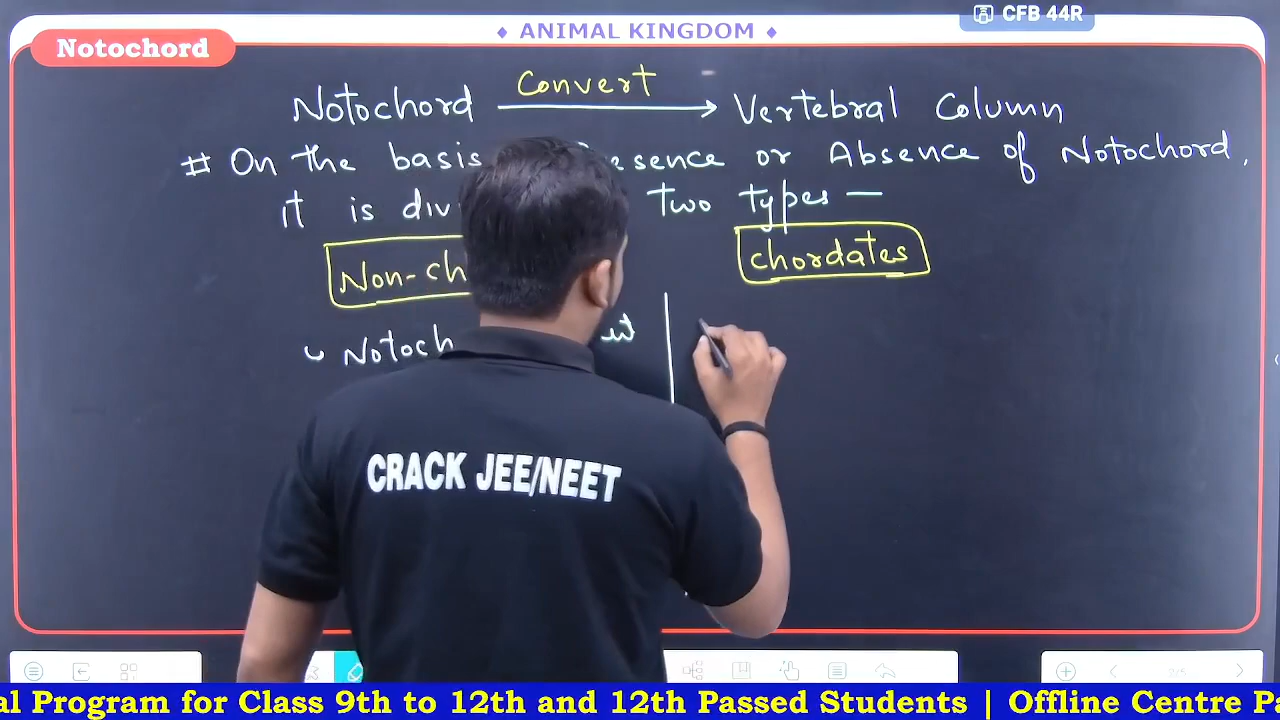 CFB 44R
♦ ANIMAL KINGDOM ♦
Notochord
Convert
Notochord → Vertebral Column
# On the basis or Absence of Notochord,
it is two types —
Non-ch chordates
Notoch
CRACK JEE/NEET
2/5
al Program for Class 9th to 12th and 12th Passed Students | Offline Centre Pa